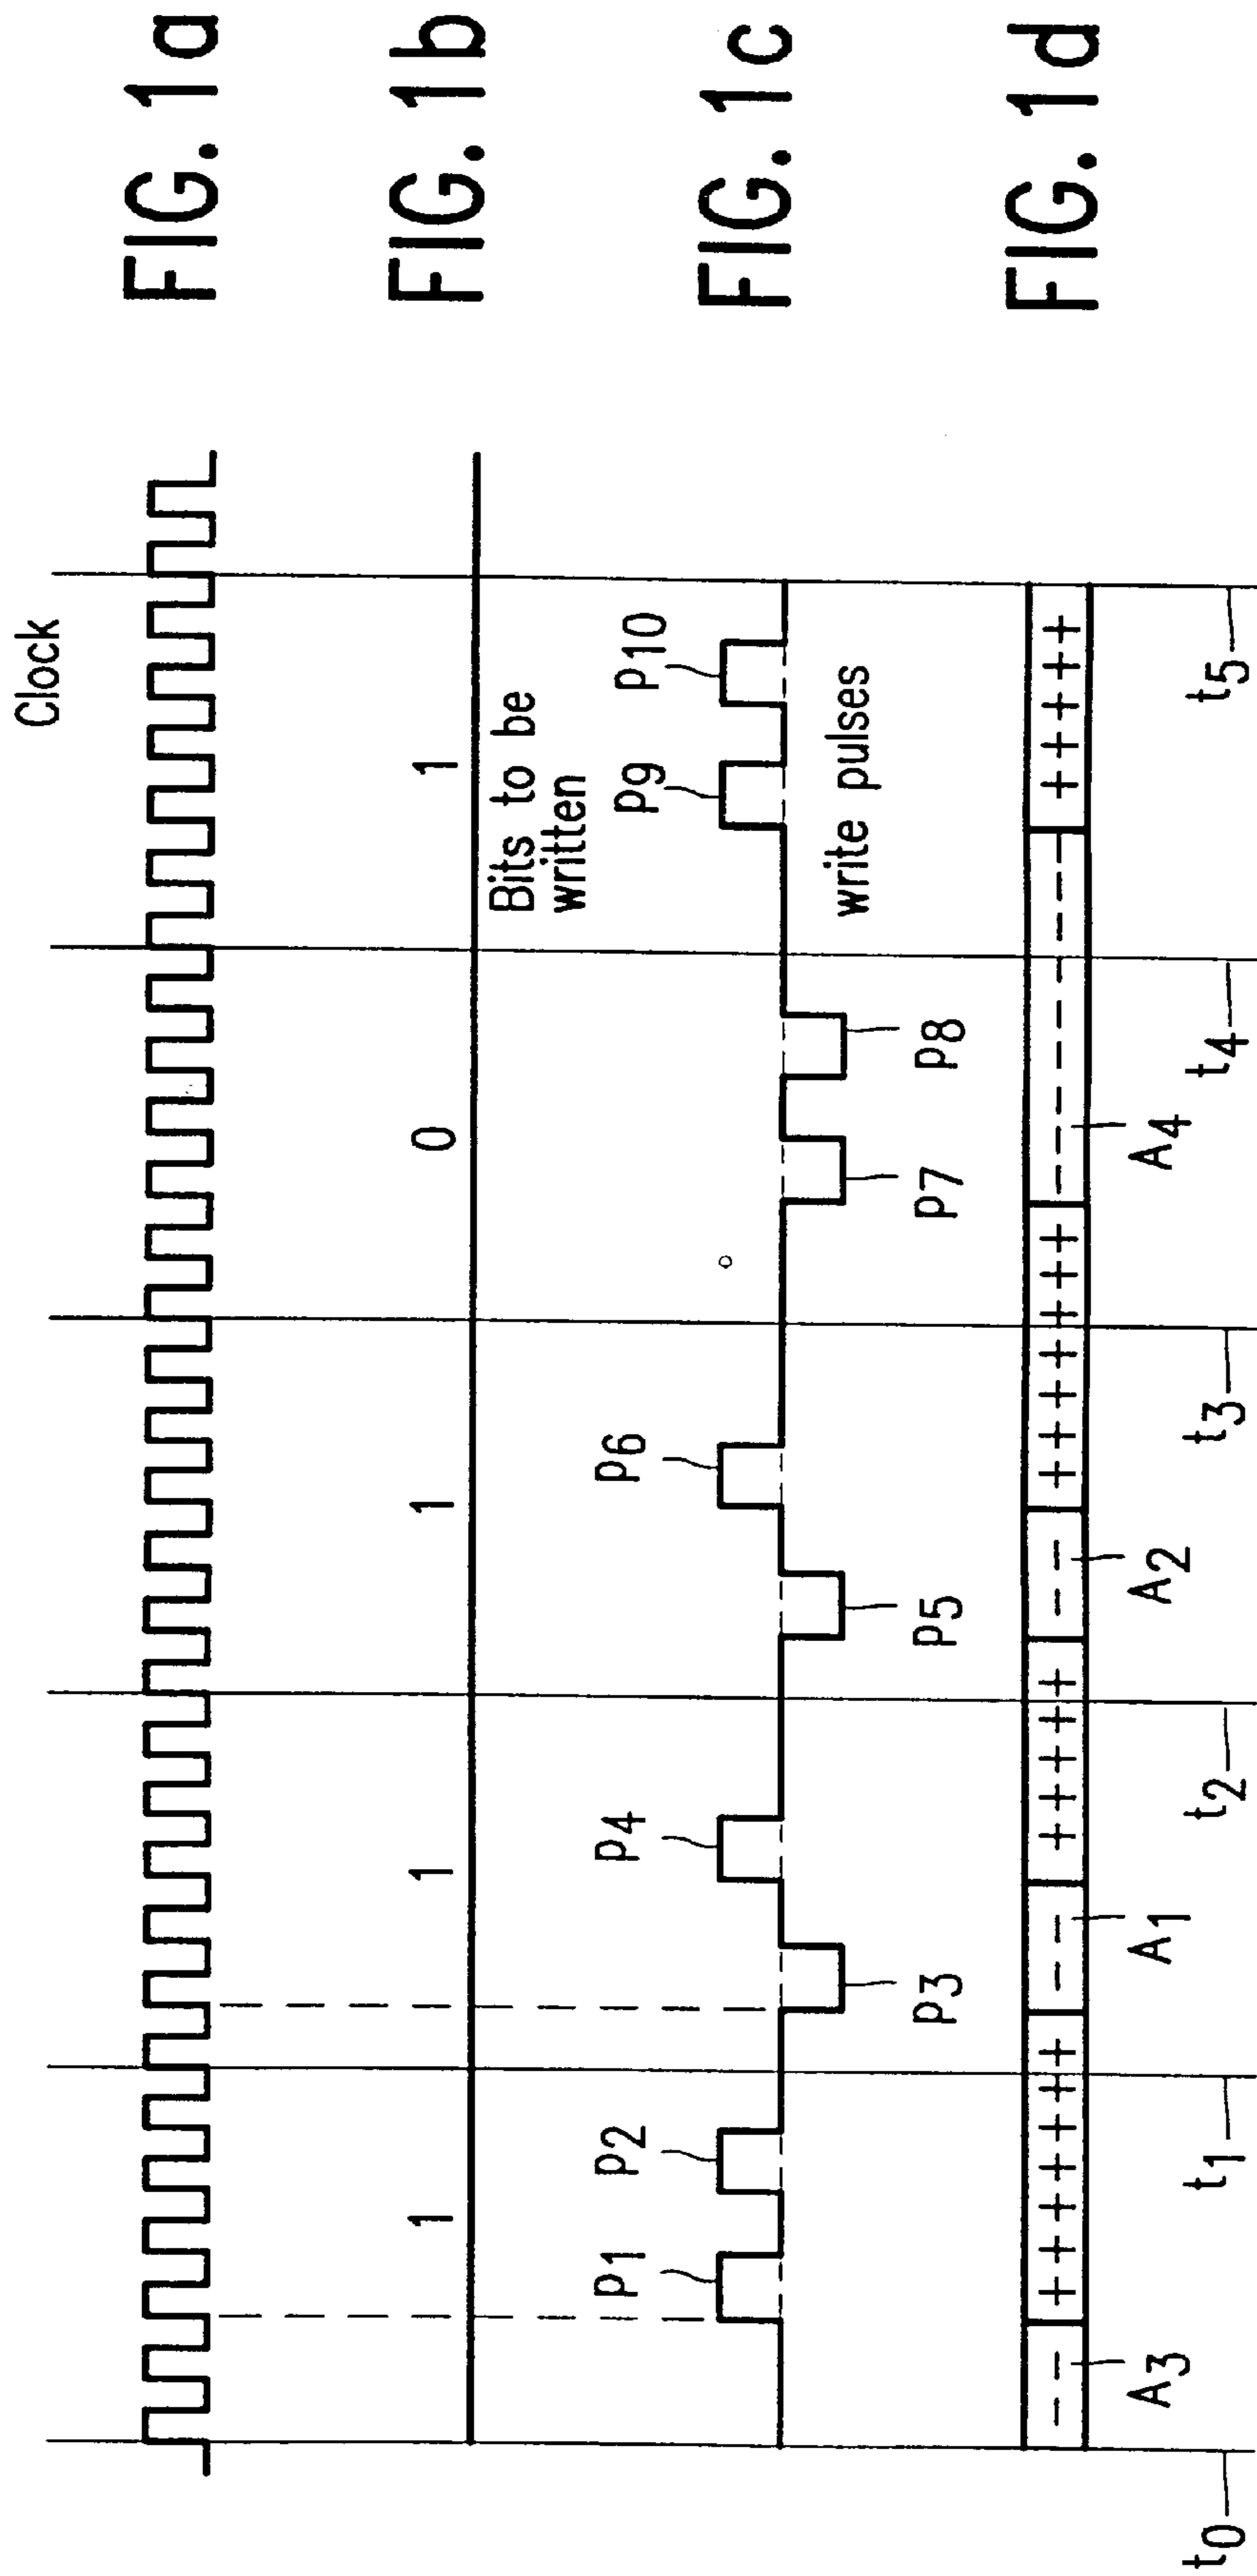 Clock
FIG. 1a
1 1 1 0 1
Bits to be
written
FIG. 1b
P1 P2 P4 P6 P9 P10
P3 P5 P7 P8
write pulses
FIG. 1c
-- +++++++ -- +++++ -- ++++++++ ---------- +++++
A3 A1 A2 A4
FIG. 1d
t0 t1 t2 t3 t4 t5